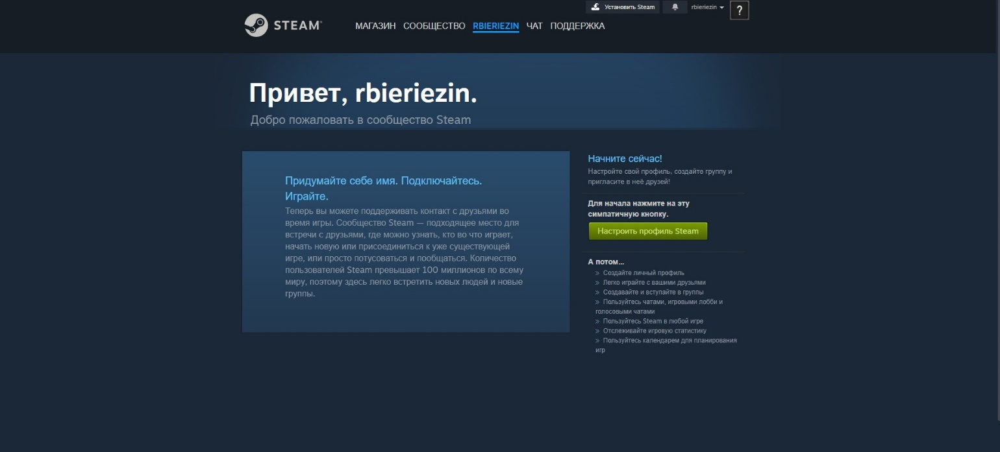 Установить Steam
rbieriezin
?
STEAM®
МАГАЗИН СООБЩЕСТВО RBIERIEZIN ЧАТ ПОДДЕРЖКА
Привет, rbieriezin.
Добро пожаловать в сообщество Steam
Придумайте себе имя. Подключайтесь.
Играйте.
Теперь вы можете поддерживать контакт с друзьями во
время игры. Сообщество Steam — подходящее место для
встречи с друзьями, где можно узнать, кто во что играет,
начать новую или присоединиться к уже существующей
игре, или просто потусоваться и пообщаться. Количество
пользователей Steam превышает 100 миллионов по всему
миру, поэтому здесь легко встретить новых людей и новые
группы.
Начните сейчас!
Настройте свой профиль, создайте группу и
пригласите в неё друзей!
Для начала нажмите на эту
симпатичную кнопку.
Настроить профиль Steam
А потом...
» Создайте личный профиль
» Легко играйте с вашими друзьями
» Создавайте и вступайте в группы
» Пользуйтесь чатами, игровыми лобби и
голосовыми чатами
» Пользуйтесь Steam в любой игре
» Отслеживайте игровую статистику
» Пользуйтесь календарем для планирования
игр